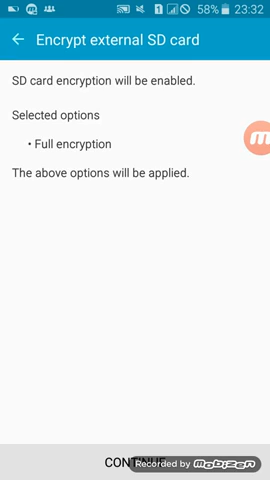 58% 23:32
Encrypt external SD card
SD card encryption will be enabled.
Selected options
• Full encryption
The above options will be applied.
CONTINUE
Recorded by mobizen